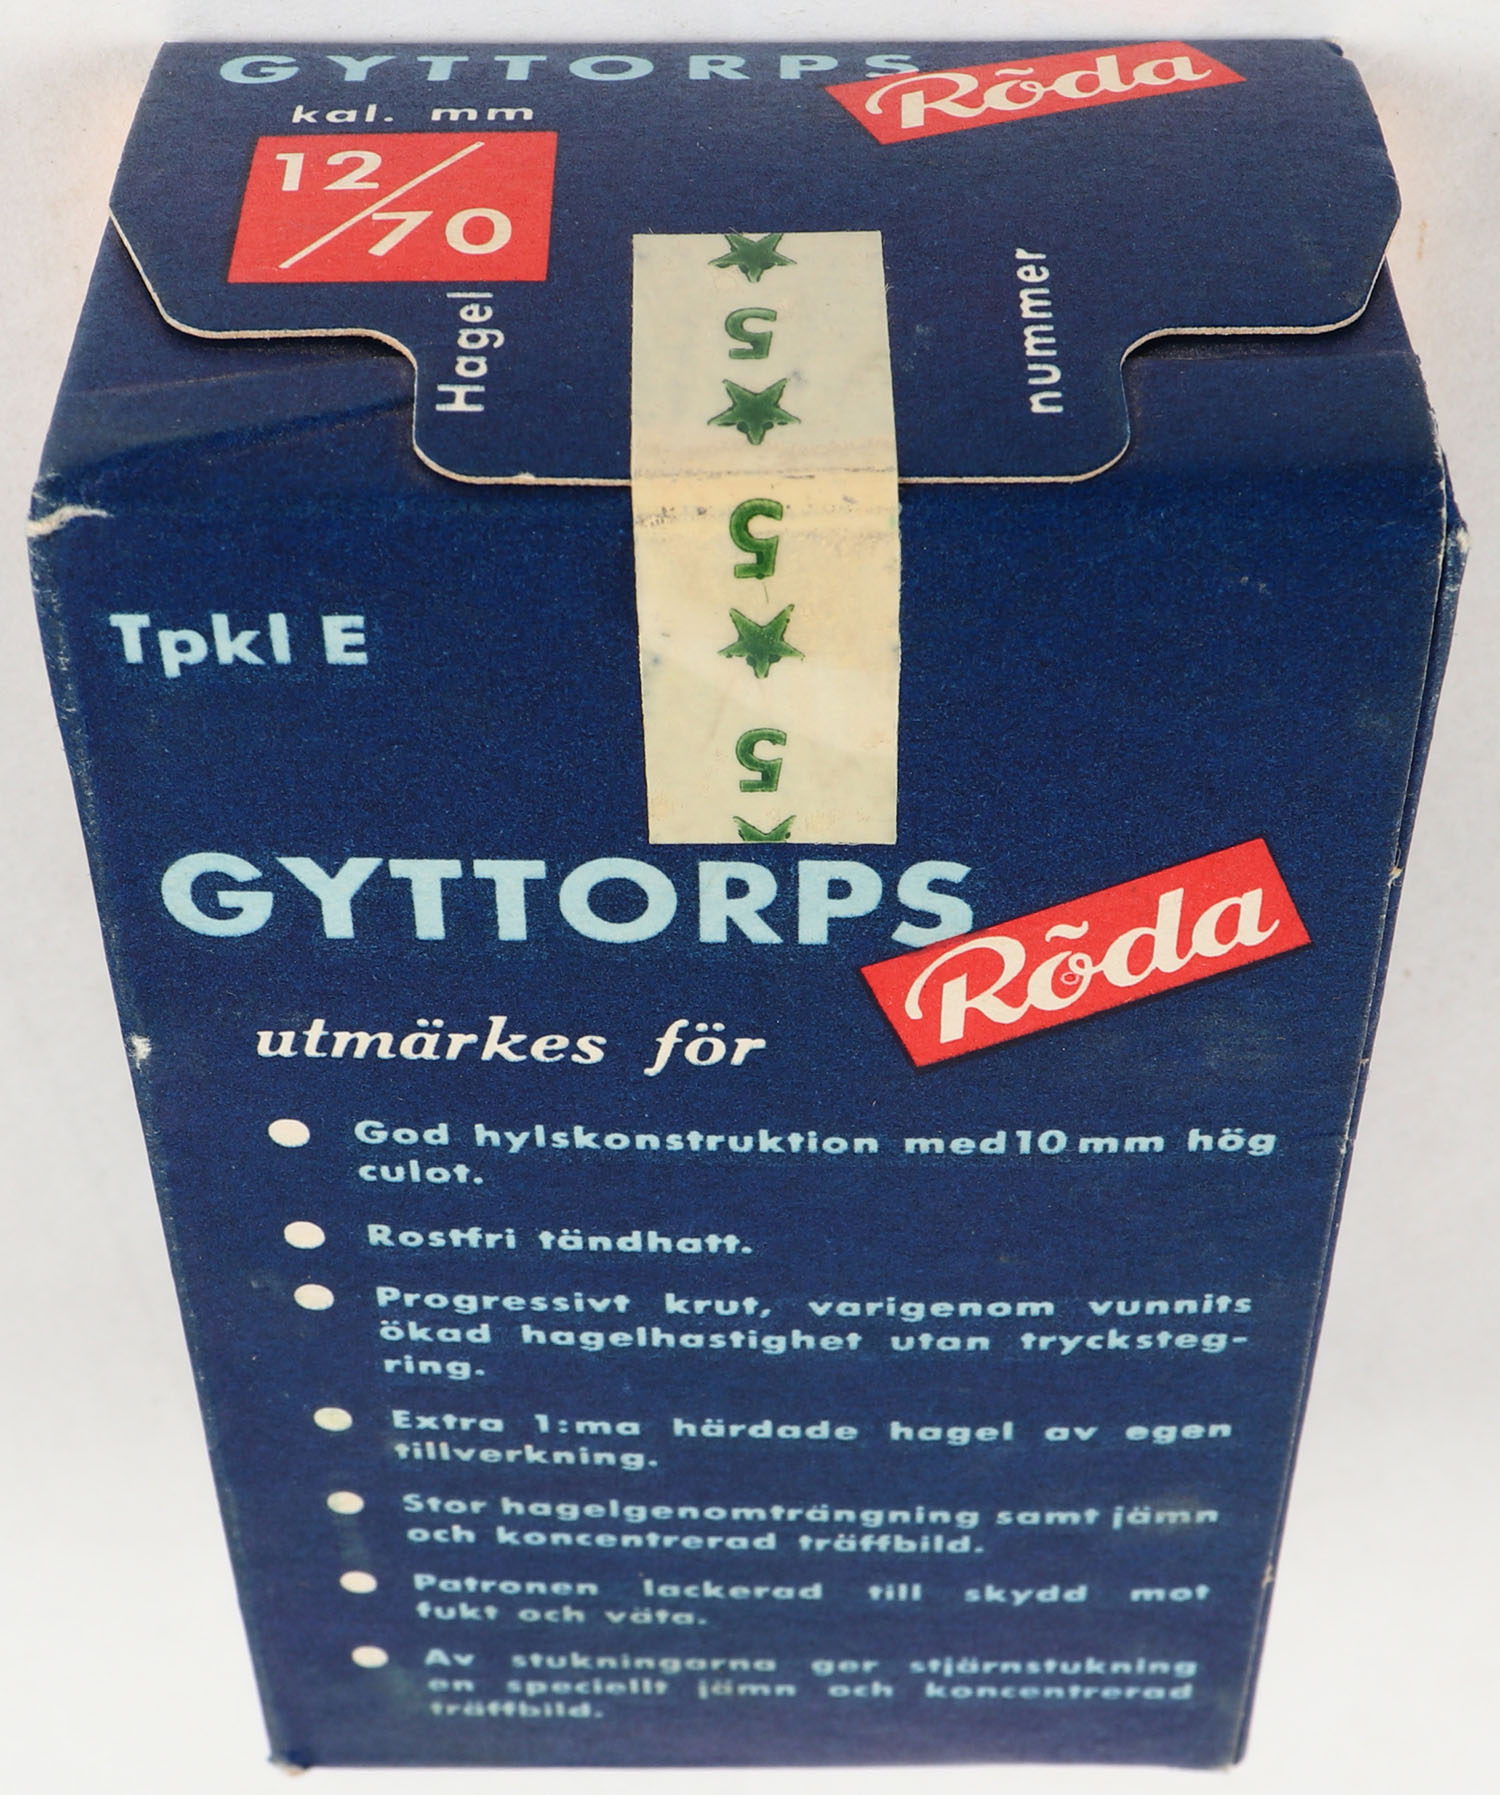 GYTTORPS Röda
kal. mm
12/70
Hagel
nummer
★ 5 ★ 5 ★ 5 ★
Tpkl E
GYTTORPS Röda
utmärkes för
● God hylskonstruktion med 10 mm hög
culot.
● Rostfri tändhatt.
● Progressivt krut, varigenom vunnits
ökad hagelhastighet utan trycksteg-
ring.
● Extra 1:ma härdade hagel av egen
tillverkning.
● Stor hagelgenomträngning samt jämn
och koncentrerad träffbild.
● Patronen lackerad till skydd mot
fukt och väta.
● Av stukningarna ger stjärnstukning
en speciellt jämn och koncentrerad
träffbild.